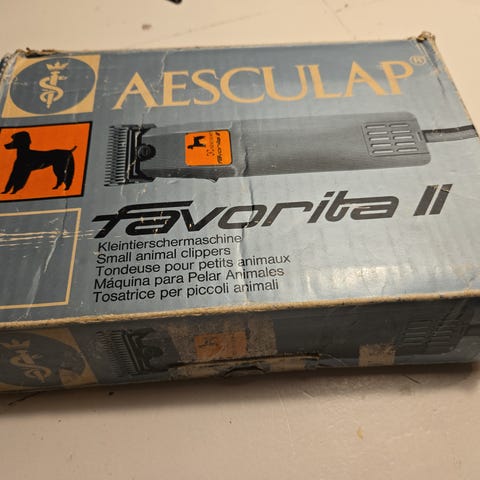 AESCULAP®
favorita II
Kleintierschermaschine
Small animal clippers
Tondeuse pour petits animaux
Máquina para Pelar Animales
Tosatrice per piccoli animali